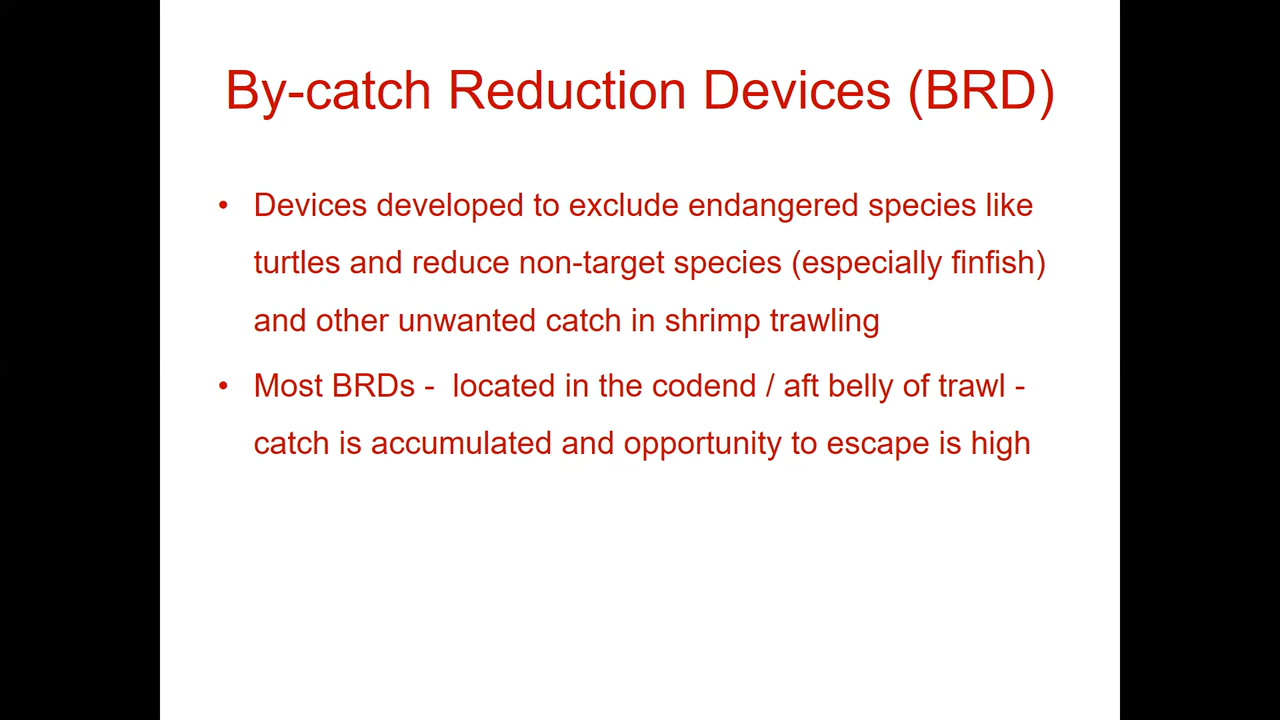 By-catch Reduction Devices (BRD)
• Devices developed to exclude endangered species like
turtles and reduce non-target species (especially finfish)
and other unwanted catch in shrimp trawling
• Most BRDs -  located in the codend / aft belly of trawl -
catch is accumulated and opportunity to escape is high